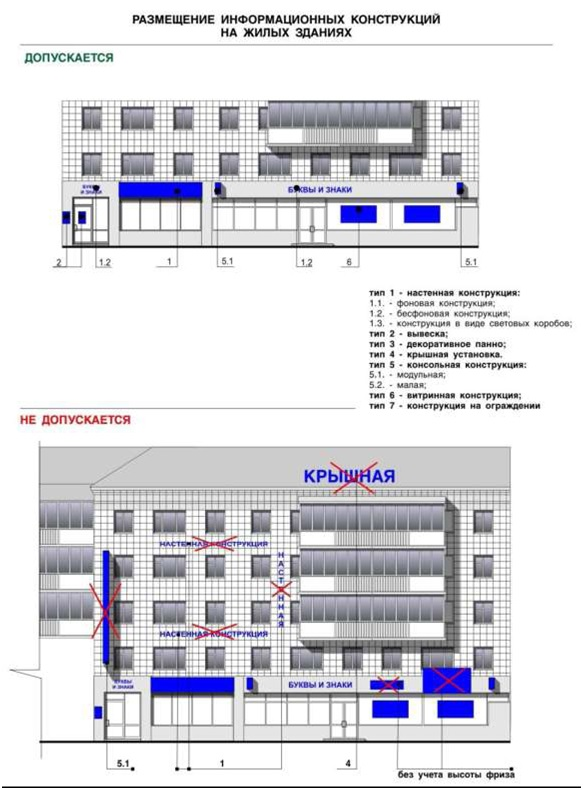 РАЗМЕЩЕНИЕ ИНФОРМАЦИОННЫХ КОНСТРУКЦИЙ
НА ЖИЛЫХ ЗДАНИЯХ
ДОПУСКАЕТСЯ
БУКВЫ
И ЗНАКИ
БУКВЫ И ЗНАКИ
2
1.2
1
5.1
1.2
6
5.1
тип 1 - настенная конструкция:
1.1. - фоновая конструкция;
1.2. - бесфоновая конструкция;
1.3. - конструкция в виде световых коробов;
тип 2 - вывеска;
тип 3 - декоративное панно;
тип 4 - крышная установка.
тип 5 - консольная конструкция:
5.1. - модульная;
5.2. - малая;
тип 6 - витринная конструкция;
тип 7 - конструкция на ограждении
НЕ ДОПУСКАЕТСЯ
КРЫШНАЯ
НАСТЕННАЯ КОНСТРУКЦИЯ
НАСТЕННАЯ
НАСТЕННАЯ КОНСТРУКЦИЯ
БУКВЫ
И ЗНАКИ
БУКВЫ И ЗНАКИ
5.1
1
4
без учета высоты фриза